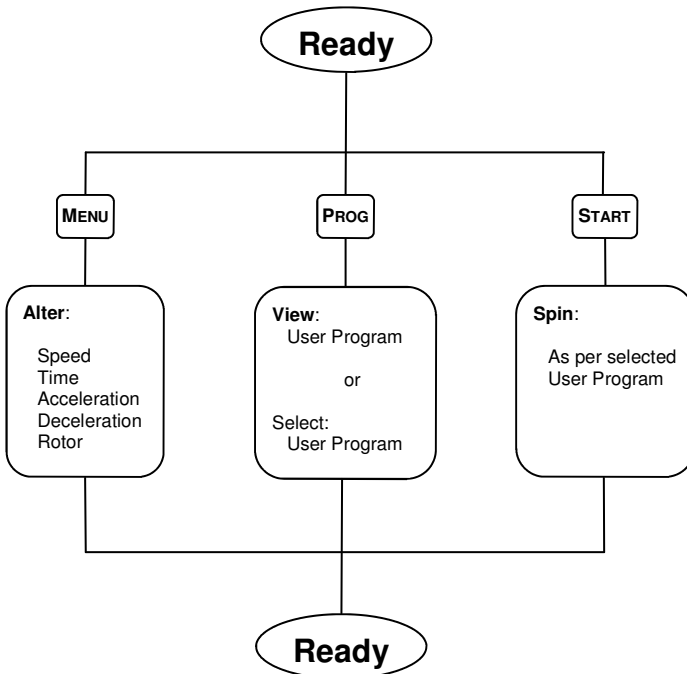 Ready
MENU
PROG
START
Alter:
Speed
Time
Acceleration
Deceleration
Rotor
View:
User Program
or
Select:
User Program
Spin:
As per selected
User Program
Ready